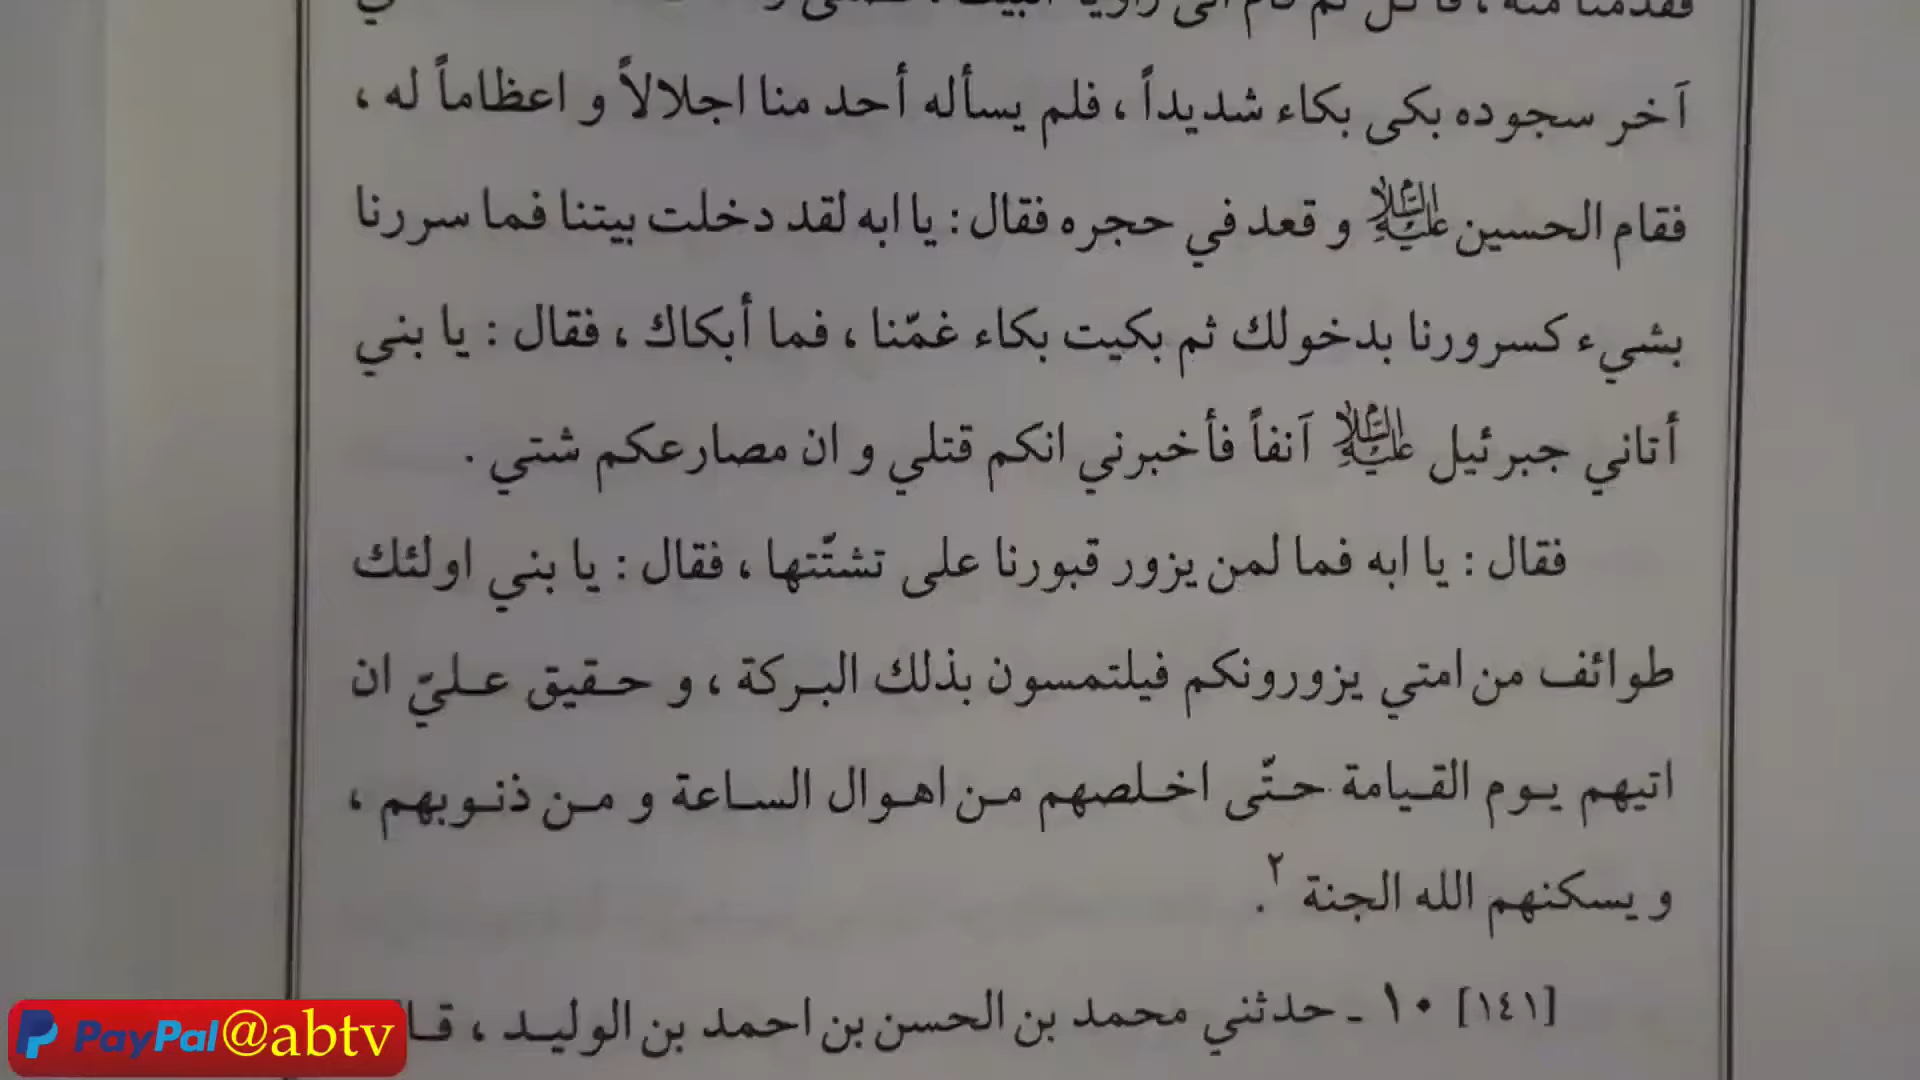 آخر سجوده بكى بكاء شديداً ، فلم يسأله أحد منا اجلالاً و اعظاماً له ،
فقام الحسين عليه السلام و قعد في حجره فقال : يا ابه لقد دخلت بيتنا فما سررنا
بشيء كسرورنا بدخولك ثم بكيت بكاء غمّنا ، فما أبكاك ، فقال : يا بني
أتاني جبرئيل عليه السلام آنفاً فأخبرني انكم قتلي و ان مصارعكم شتي .
فقال : يا ابه فما لمن يزور قبورنا على تشتّتها ، فقال : يا بني اولئك
طوائف من امتي يزورونكم فيلتمسون بذلك البركة ، و حقيق عليّ ان
اتيهم يوم القيامة حتّى اخلصهم من اهوال الساعة و من ذنوبهم ،
و يسكنهم الله الجنة ٢ .
[١٤١] ١٠ ـ حدثني محمد بن الحسن بن احمد بن الوليد ،
PayPal@abtv